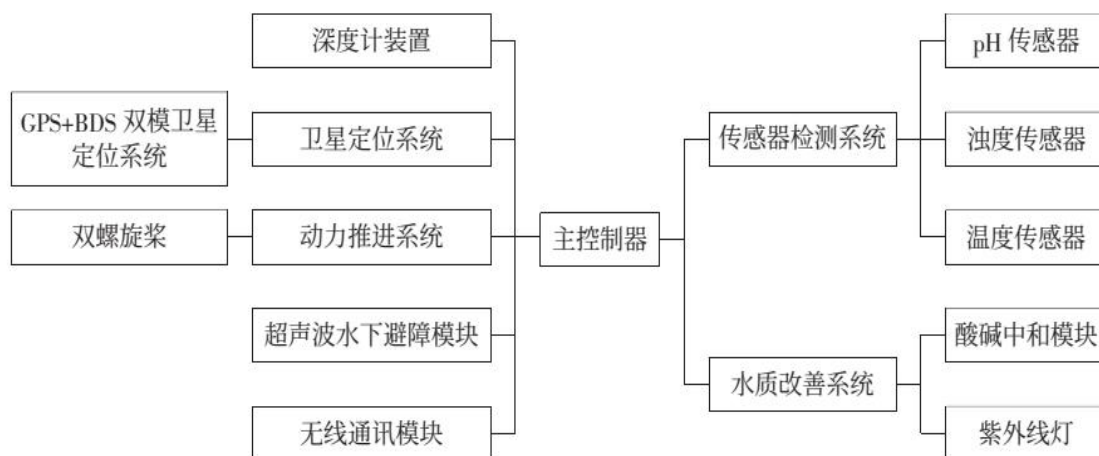 深度计装置
GPS+BDS 双模卫星
定位系统
卫星定位系统
双螺旋桨
动力推进系统
超声波水下避障模块
无线通讯模块
主控制器
传感器检测系统
水质改善系统
pH 传感器
浊度传感器
温度传感器
酸碱中和模块
紫外线灯